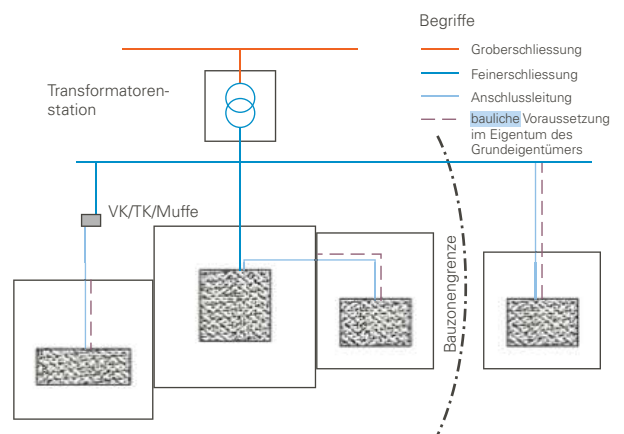 Begriffe
Groberschliessung
Feinerschliessung
Anschlussleitung
bauliche Voraussetzung
im Eigentum des
Grundeigentümers
Transformatoren-
station
VK/TK/Muffe
Bauzonengrenze